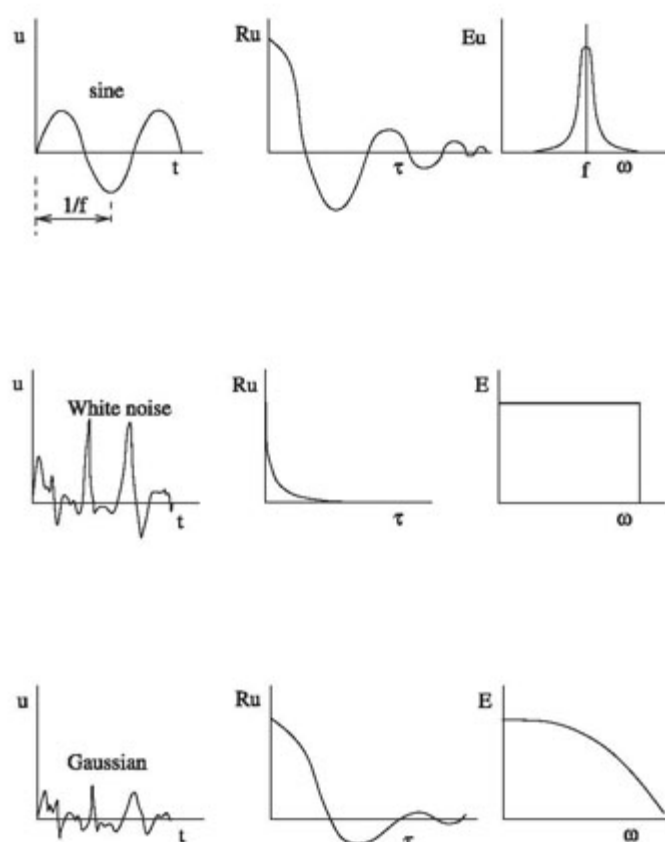 u
Ru
Eu
sine
t
τ
f
ω
1/f
u
Ru
E
White noise
t
τ
ω
u
Ru
E
Gaussian
t
τ
ω